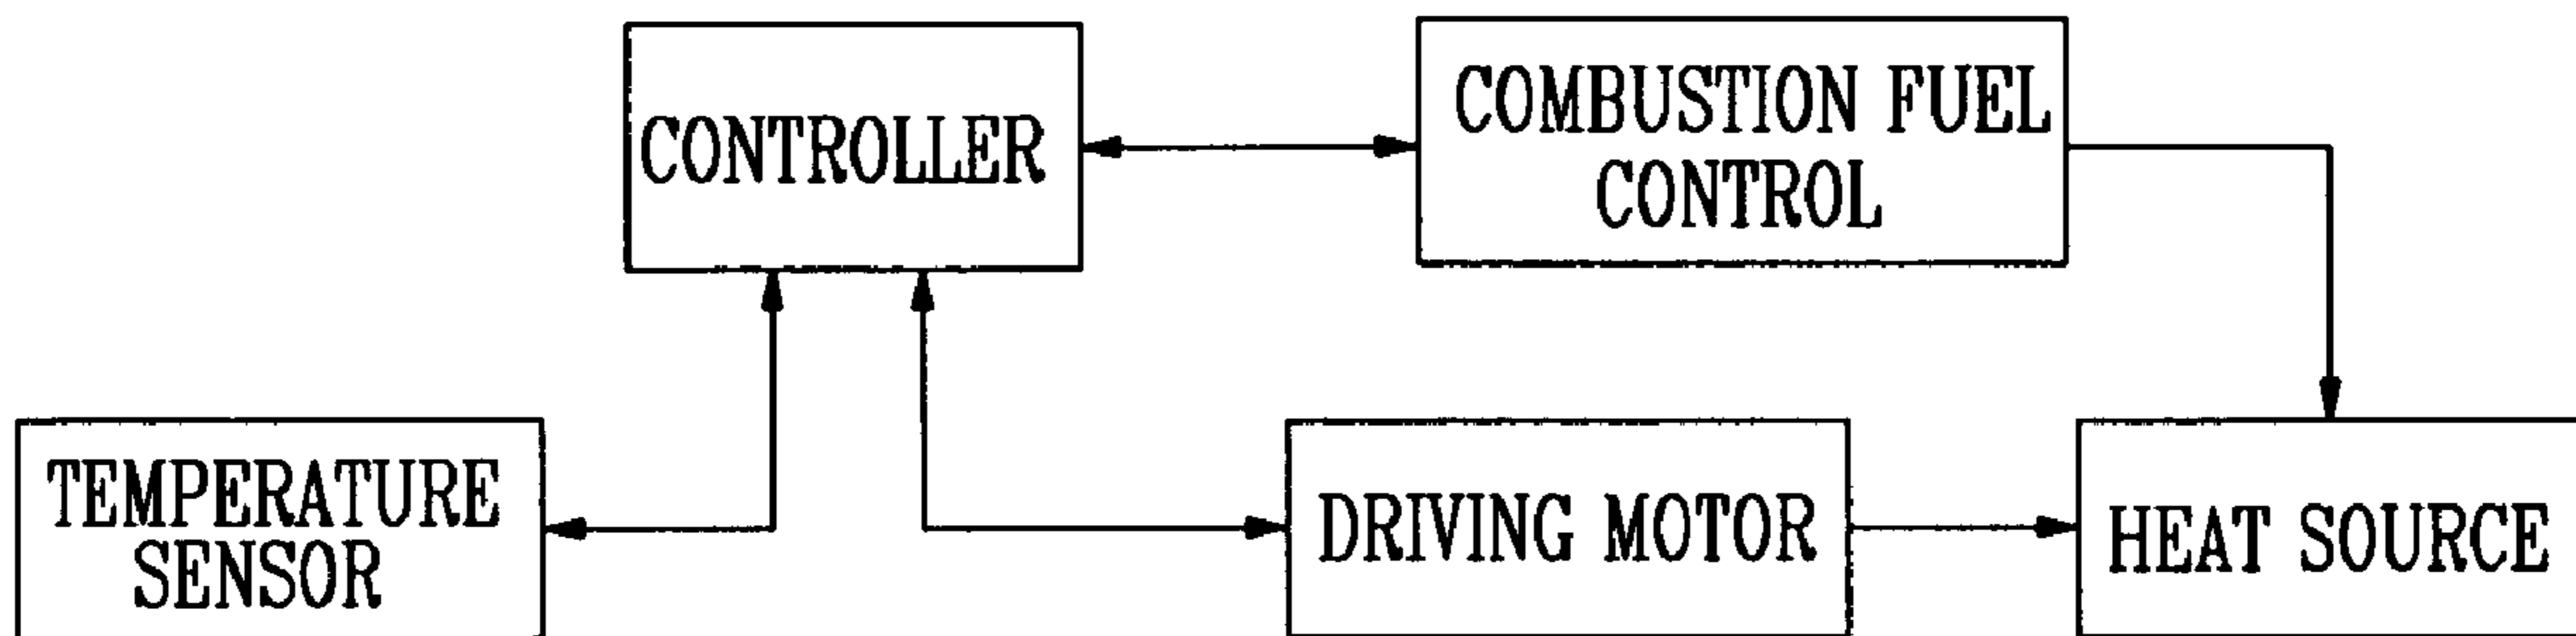 CONTROLLER
COMBUSTION FUEL
CONTROL
TEMPERATURE
SENSOR
DRIVING MOTOR
HEAT SOURCE